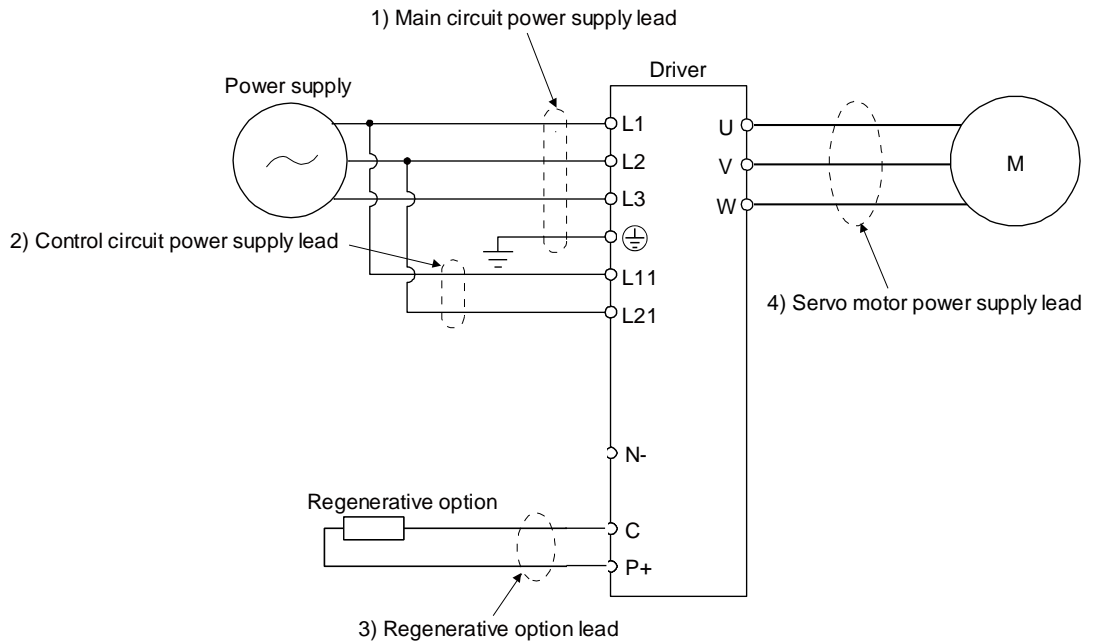 1) Main circuit power supply lead
Power supply
Driver
L1
L2
L3
L11
L21
N-
C
P+
U
V
W
M
2) Control circuit power supply lead
4) Servo motor power supply lead
Regenerative option
3) Regenerative option lead